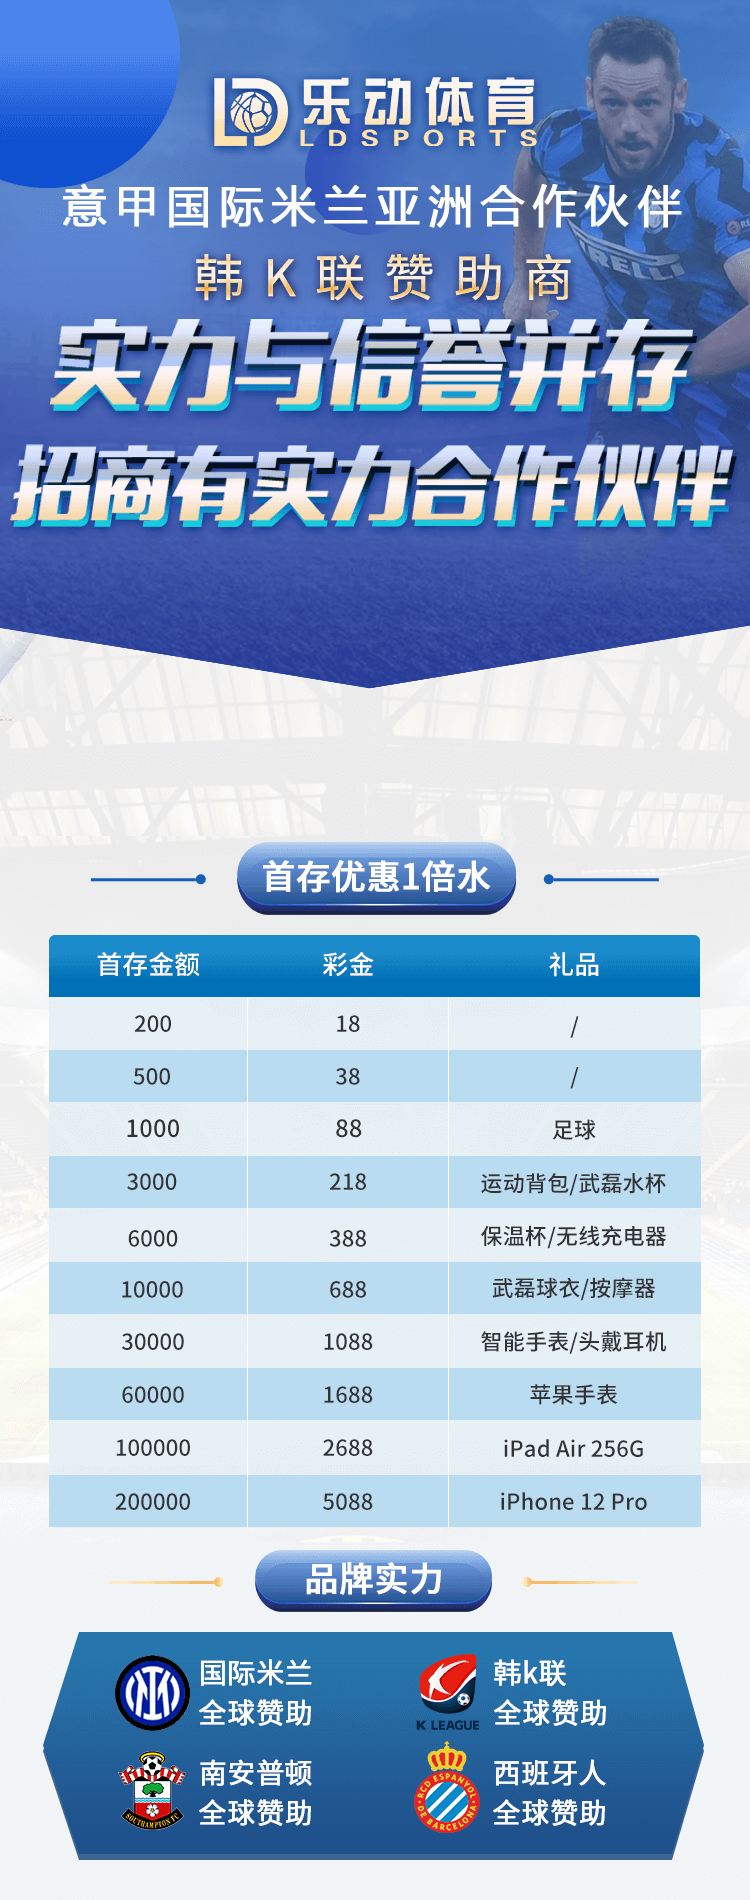 乐动体育
LDSPORTS
意甲国际米兰亚洲合作伙伴
韩K联赞助商
实力与信誉并存
招商有实力合作伙伴
首存优惠1倍水
首存金额 彩金 礼品
200 18 /
500 38 /
1000 88 足球
3000 218 运动背包/武磊水杯
6000 388 保温杯/无线充电器
10000 688 武磊球衣/按摩器
30000 1088 智能手表/头戴耳机
60000 1688 苹果手表
100000 2688 iPad Air 256G
200000 5088 iPhone 12 Pro
品牌实力
国际米兰
全球赞助
韩k联
全球赞助
K LEAGUE
南安普顿
全球赞助
SOUTHAMPTON FC
西班牙人
全球赞助
RCD ESPANYOL
DE BARCELONA